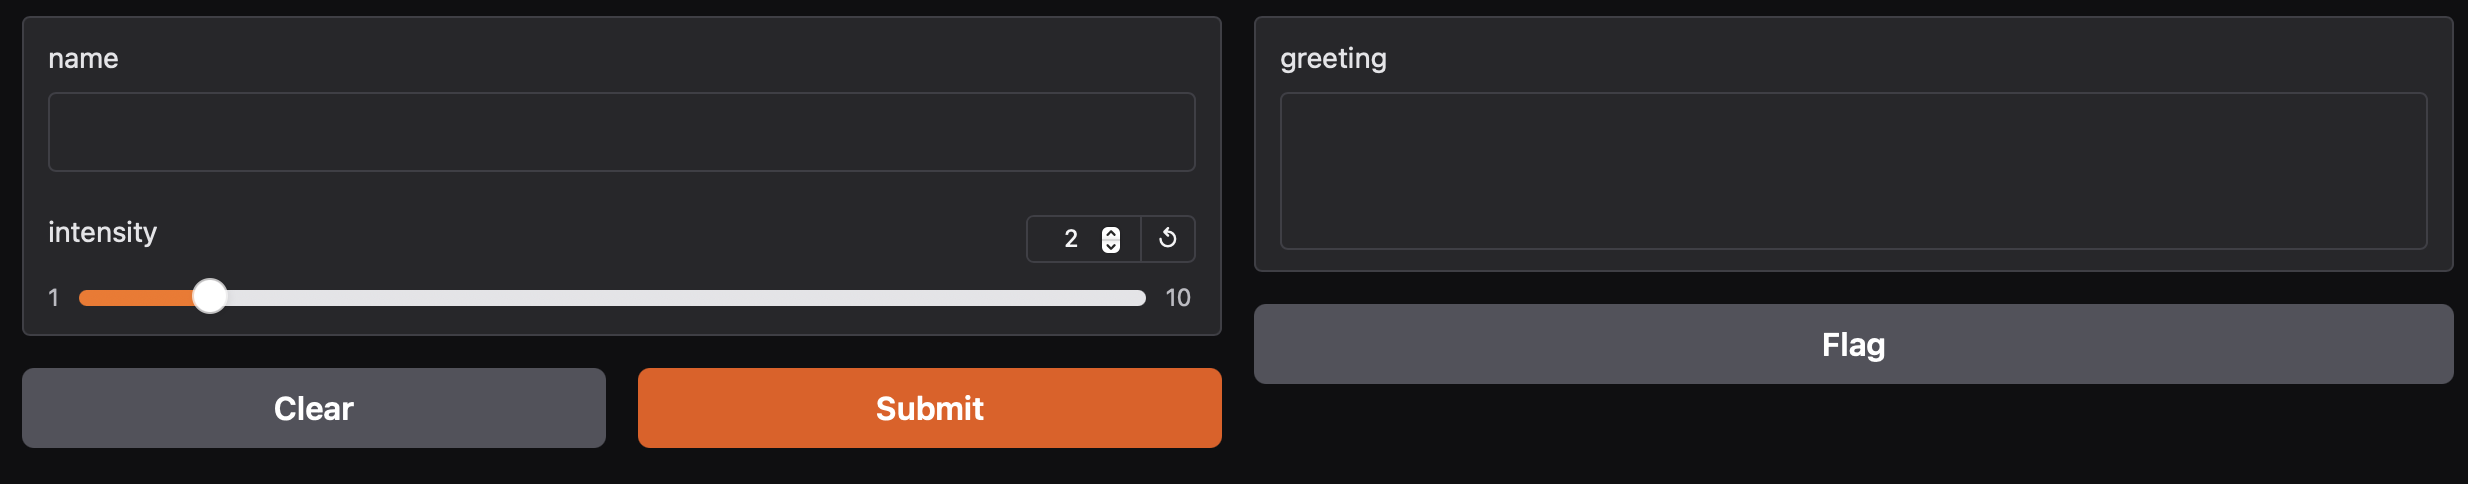 name
intensity
2
1
10
Clear
Submit
greeting
Flag